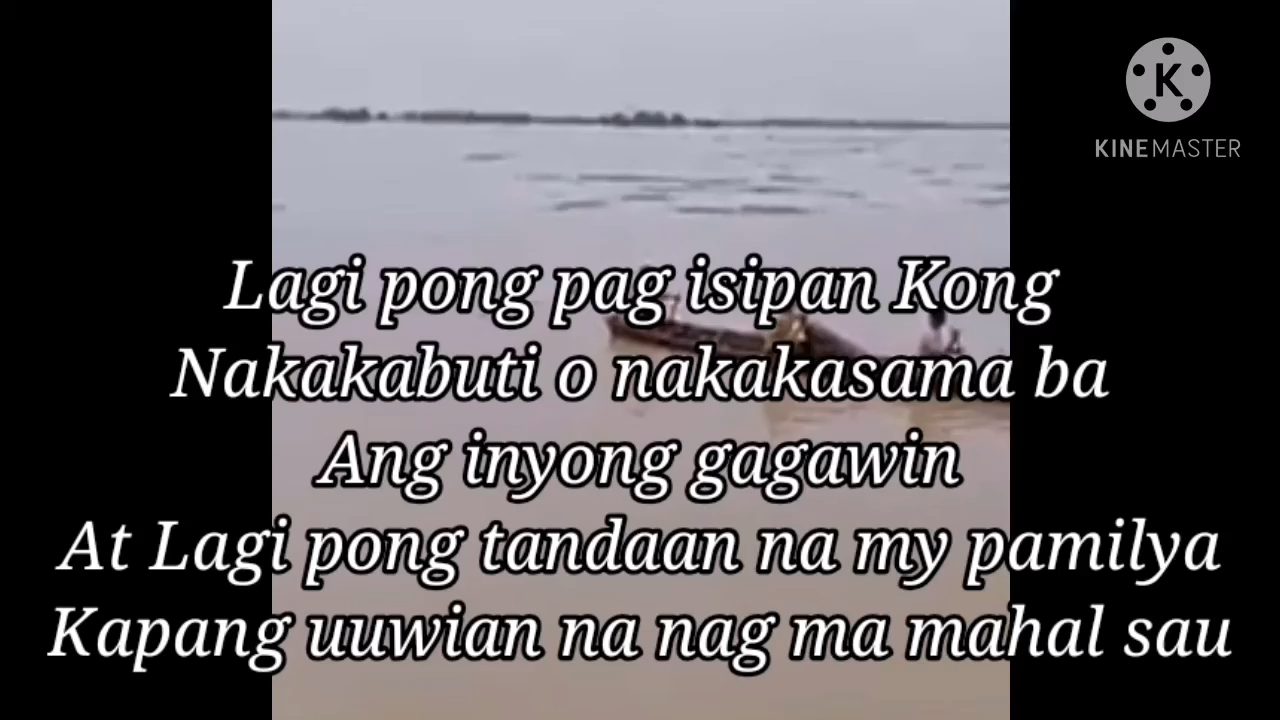 K
KINEMASTER
Lagi pong pag isipan Kong
Nakakabuti o nakakasama ba
Ang inyong gagawin
At Lagi pong tandaan na my pamilya
Kapang uuwian na nag ma mahal sau